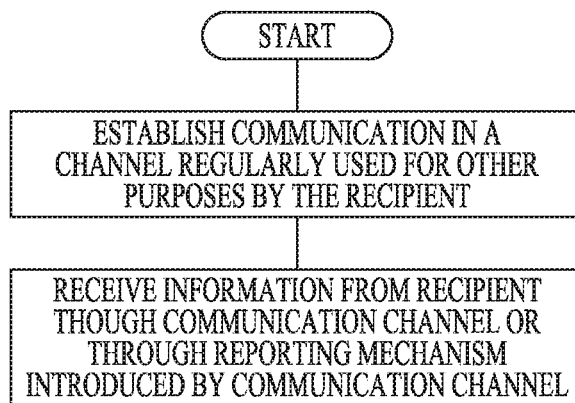 START
ESTABLISH COMMUNICATION IN A
CHANNEL REGULARLY USED FOR OTHER
PURPOSES BY THE RECIPIENT
RECEIVE INFORMATION FROM RECIPIENT
THOUGH COMMUNICATION CHANNEL OR
THROUGH REPORTING MECHANISM
INTRODUCED BY COMMUNICATION CHANNEL